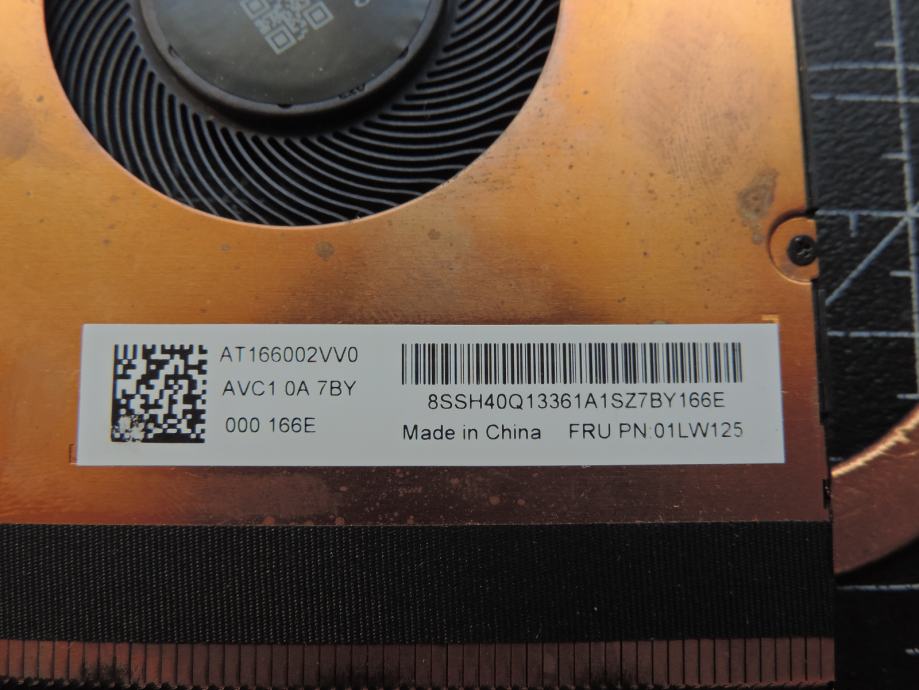 AT166002VV0
AVC1 0A 7BY
000 166E
8SSH40Q13361A1SZ7BY166E
Made in China FRU PN:01LW125